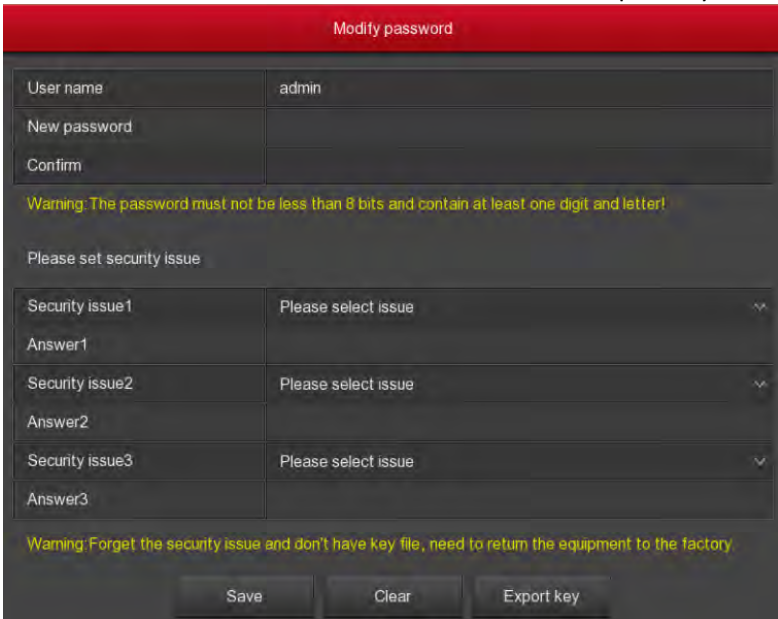 Modify password
User name admin
New password
Confirm
Warning:The password must not be less than 8 bits and contain at least one digit and letter!
Please set security issue
Security issue1 Please select issue
Answer1
Security issue2 Please select issue
Answer2
Security issue3 Please select issue
Answer3
Warning:Forget the security issue and don't have key file, need to return the equipment to the factory.
Save Clear Export key